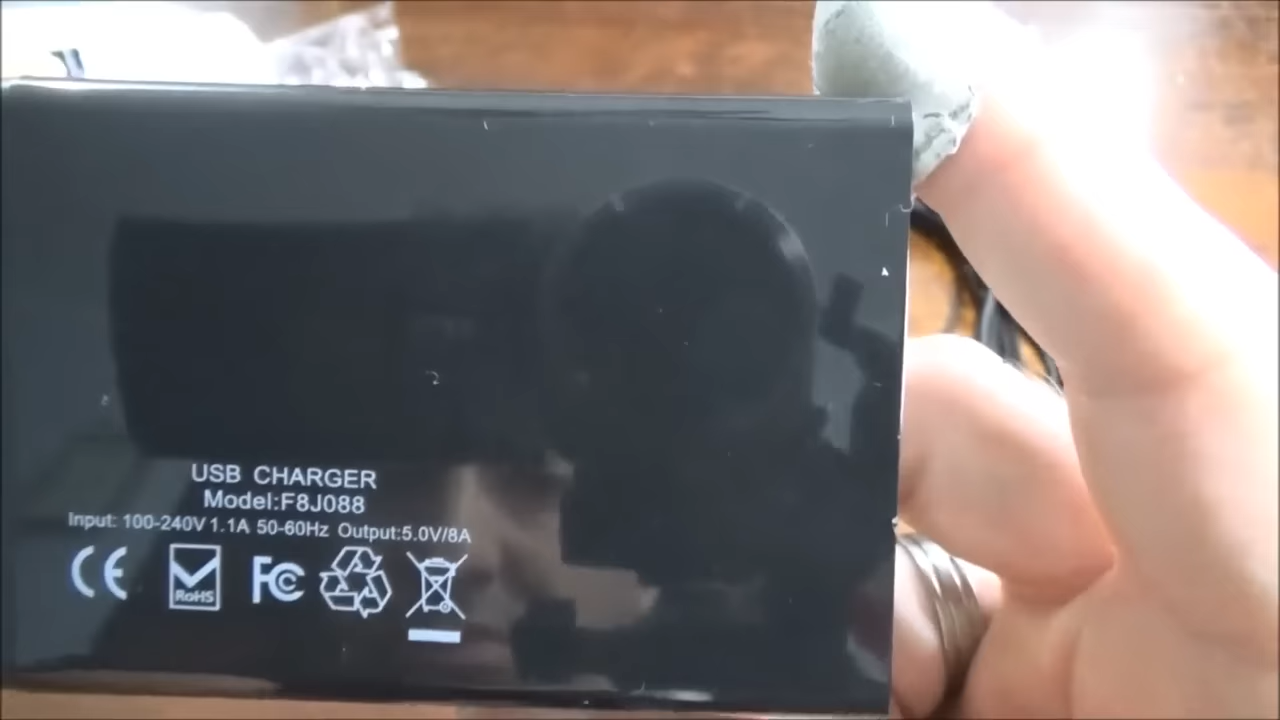 USB CHARGER
Model:F8J088
Input: 100-240V 1.1A 50-60Hz Output:5.0V/8A
CE RoHS FC